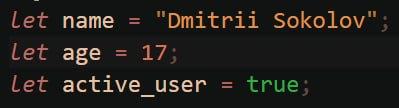 let name = "Dmitrii Sokolov";
let age = 17;
let active_user = true;